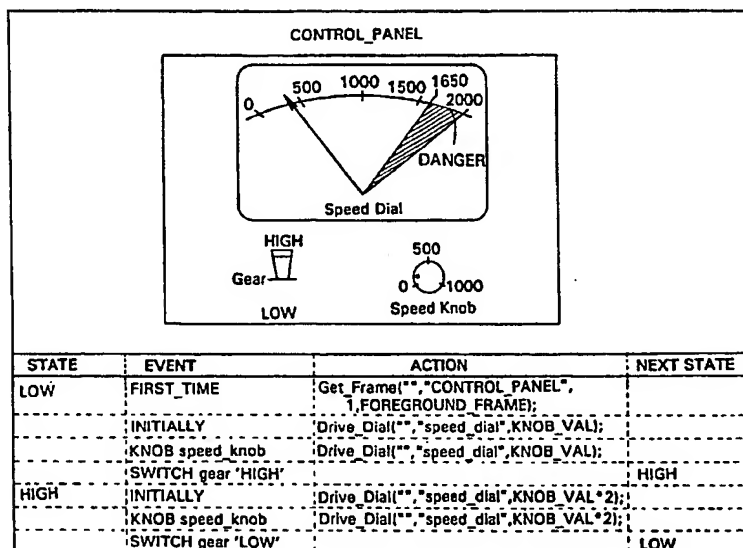 CONTROL_PANEL
0 500 1000 1500 1650 2000
DANGER
Speed Dial
HIGH
Gear
LOW
500
0 1000
Speed Knob
STATE EVENT ACTION NEXT STATE
LOW FIRST_TIME Get_Frame("","CONTROL_PANEL",
1,FOREGROUND_FRAME);
INITIALLY Drive_Dial("","speed_dial",KNOB_VAL);
KNOB speed_knob Drive_Dial("","speed_dial",KNOB_VAL);
SWITCH gear 'HIGH' HIGH
HIGH INITIALLY Drive_Dial("","speed_dial",KNOB_VAL*2);
KNOB speed_knob Drive_Dial("","speed_dial",KNOB_VAL*2);
SWITCH gear 'LOW' LOW